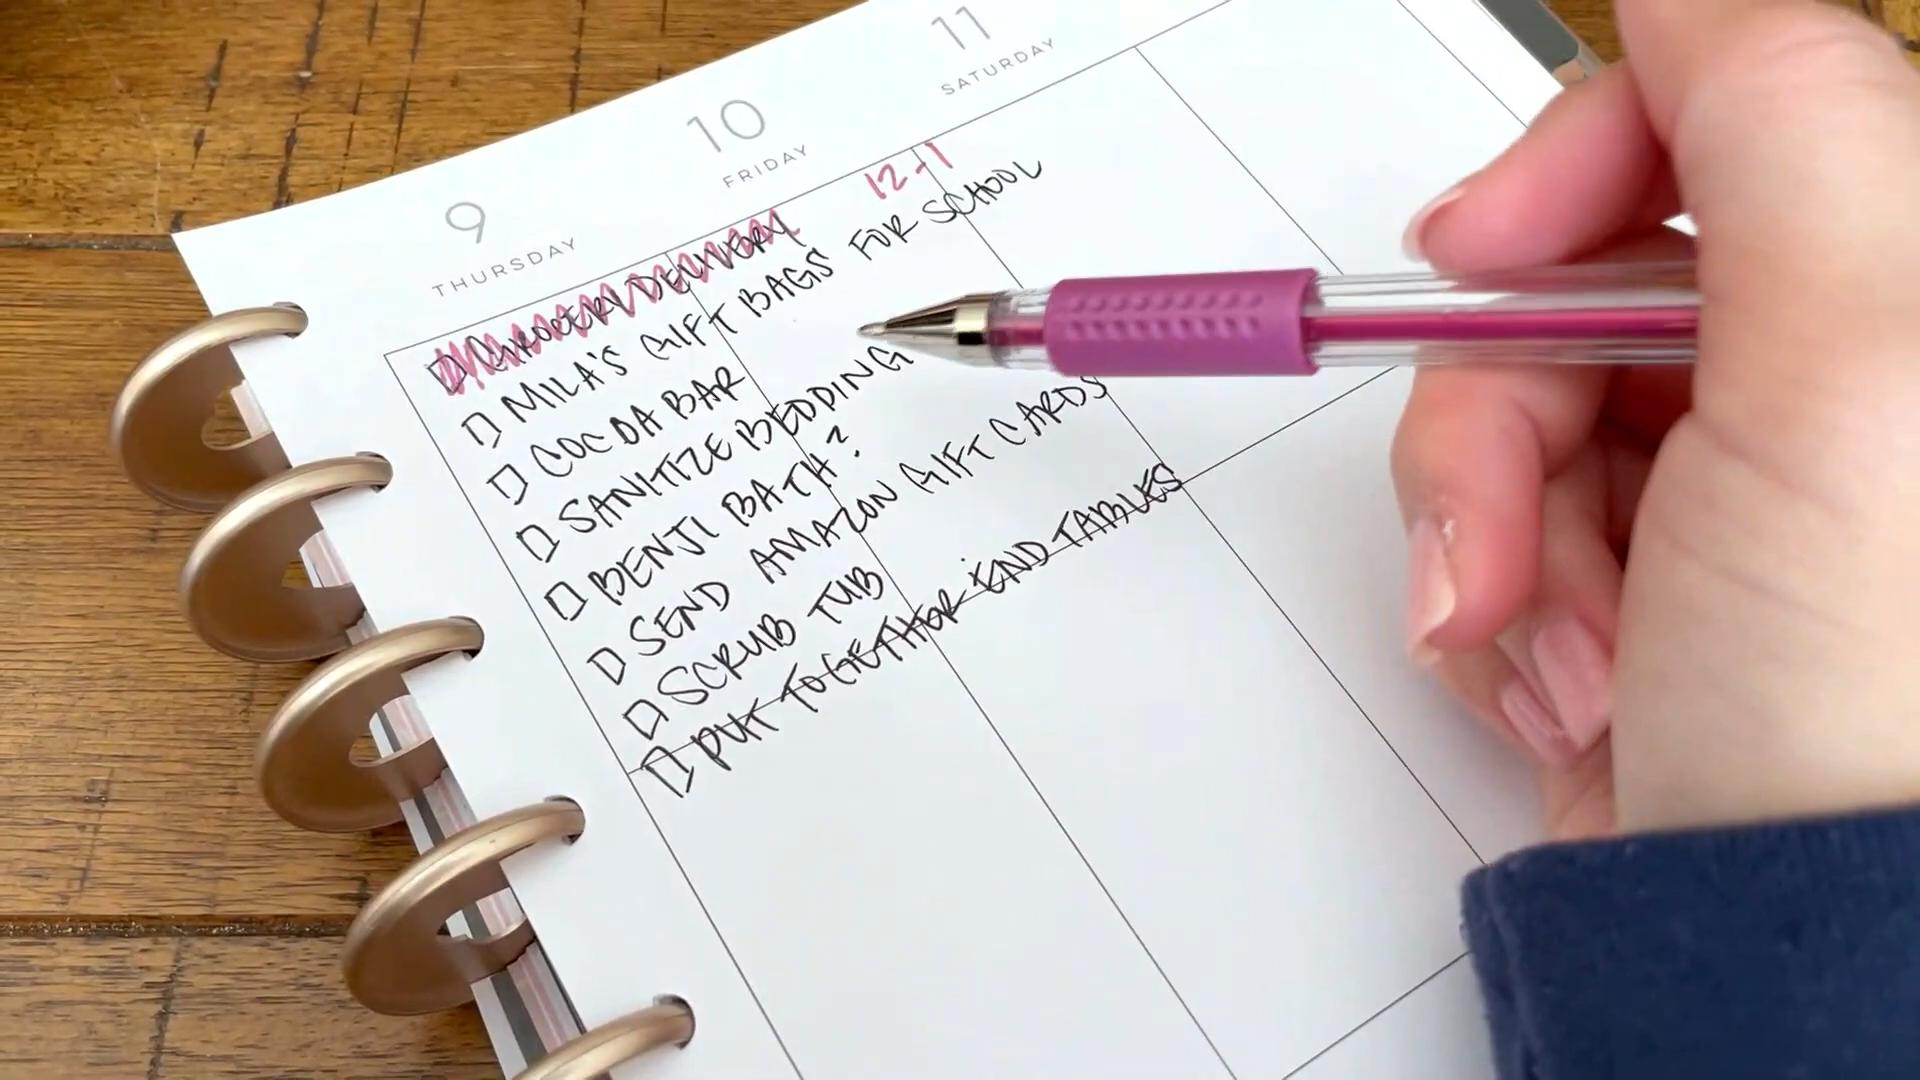 9
THURSDAY
10
FRIDAY
11
SATURDAY
12-1
GROCERY DELIVERY
MILA'S GIFT BAGS FOR SCHOOL
COCOA BAR
SANITIZE BEDDING
BENJI BATH?
SEND AMAZON GIFT CARDS
SCRUB TUB
PUT TOGETHER END TABLES